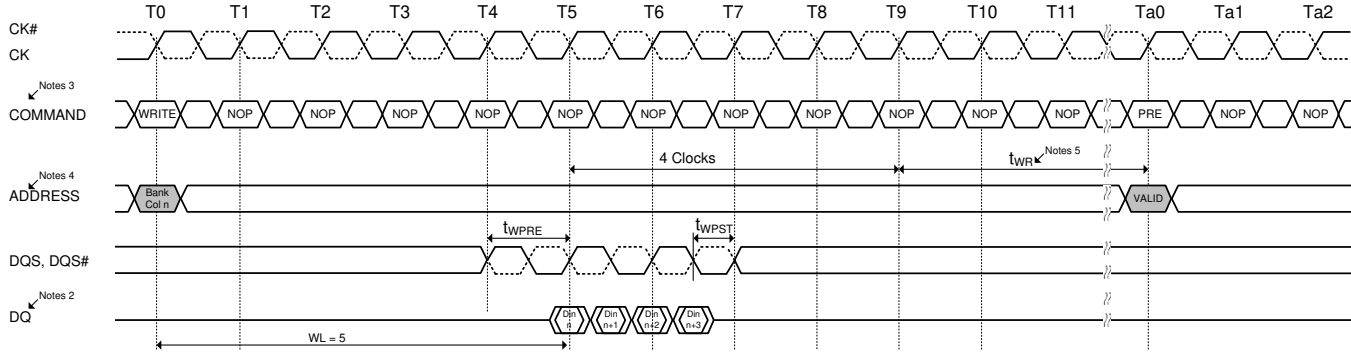 T0 T1 T2 T3 T4 T5 T6 T7 T8 T9 T10 T11 Ta0 Ta1 Ta2
CK#
CK
Notes 3
COMMAND WRITE NOP NOP NOP NOP NOP NOP NOP NOP NOP NOP NOP PRE NOP NOP
4 Clocks tWR Notes 5
Notes 4
ADDRESS Bank Col n VALID
tWPRE tWPST
DQS, DQS#
Notes 2
DQ Din n Din n+1 Din n+2 Din n+3
WL = 5